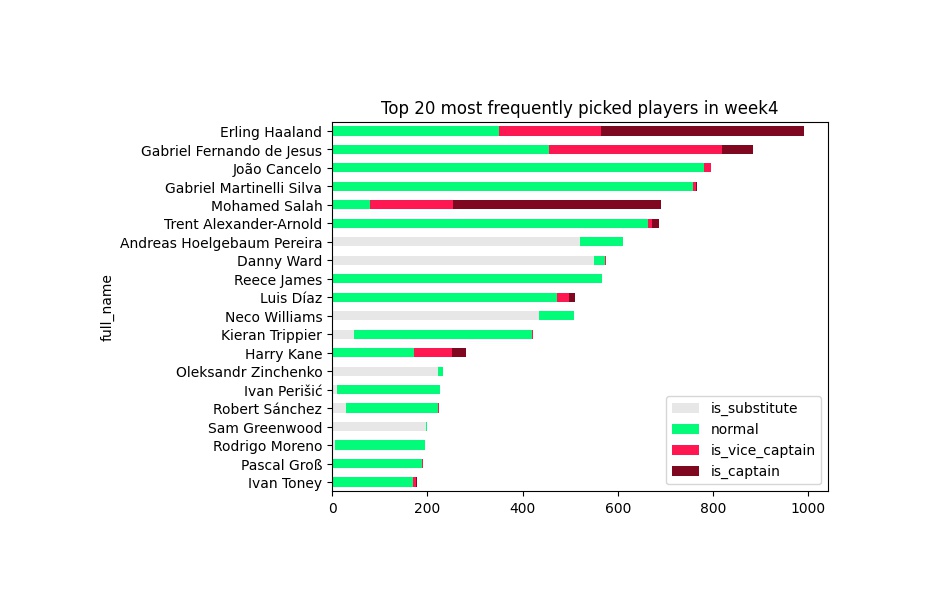 Top 20 most frequently picked players in week4
full_name
Erling Haaland
Gabriel Fernando de Jesus
João Cancelo
Gabriel Martinelli Silva
Mohamed Salah
Trent Alexander-Arnold
Andreas Hoelgebaum Pereira
Danny Ward
Reece James
Luis Díaz
Neco Williams
Kieran Trippier
Harry Kane
Oleksandr Zinchenko
Ivan Perišić
Robert Sánchez
Sam Greenwood
Rodrigo Moreno
Pascal Groß
Ivan Toney
is_substitute
normal
is_vice_captain
is_captain
0 200 400 600 800 1000